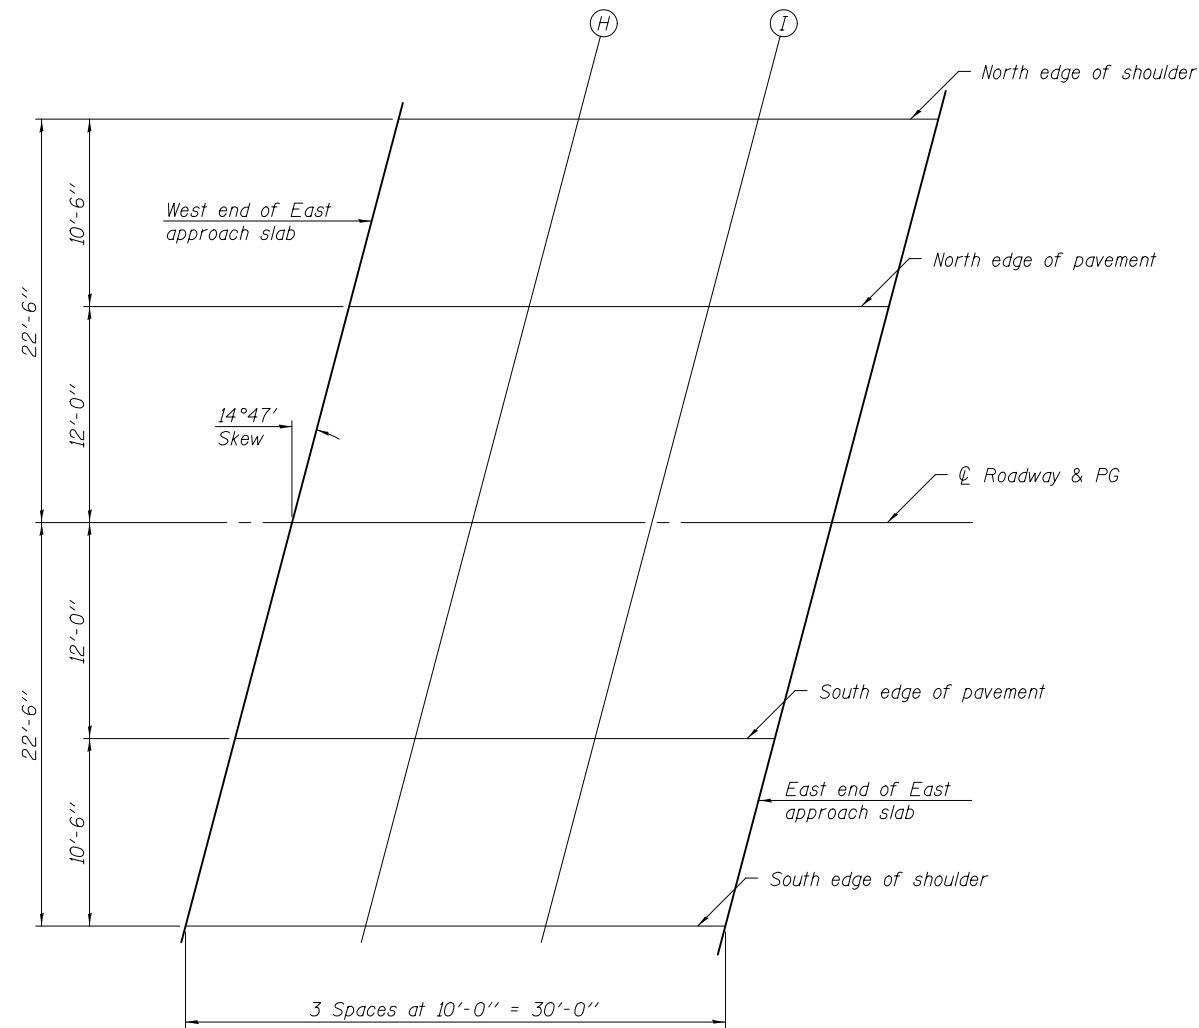 H
I
North edge of shoulder
10'-6''
West end of East
approach slab
North edge of pavement
22'-6''
12'-0''
14°47'
Skew
℄ Roadway & PG
12'-0''
South edge of pavement
22'-6''
East end of East
approach slab
10'-6''
South edge of shoulder
3 Spaces at 10'-0'' = 30'-0''